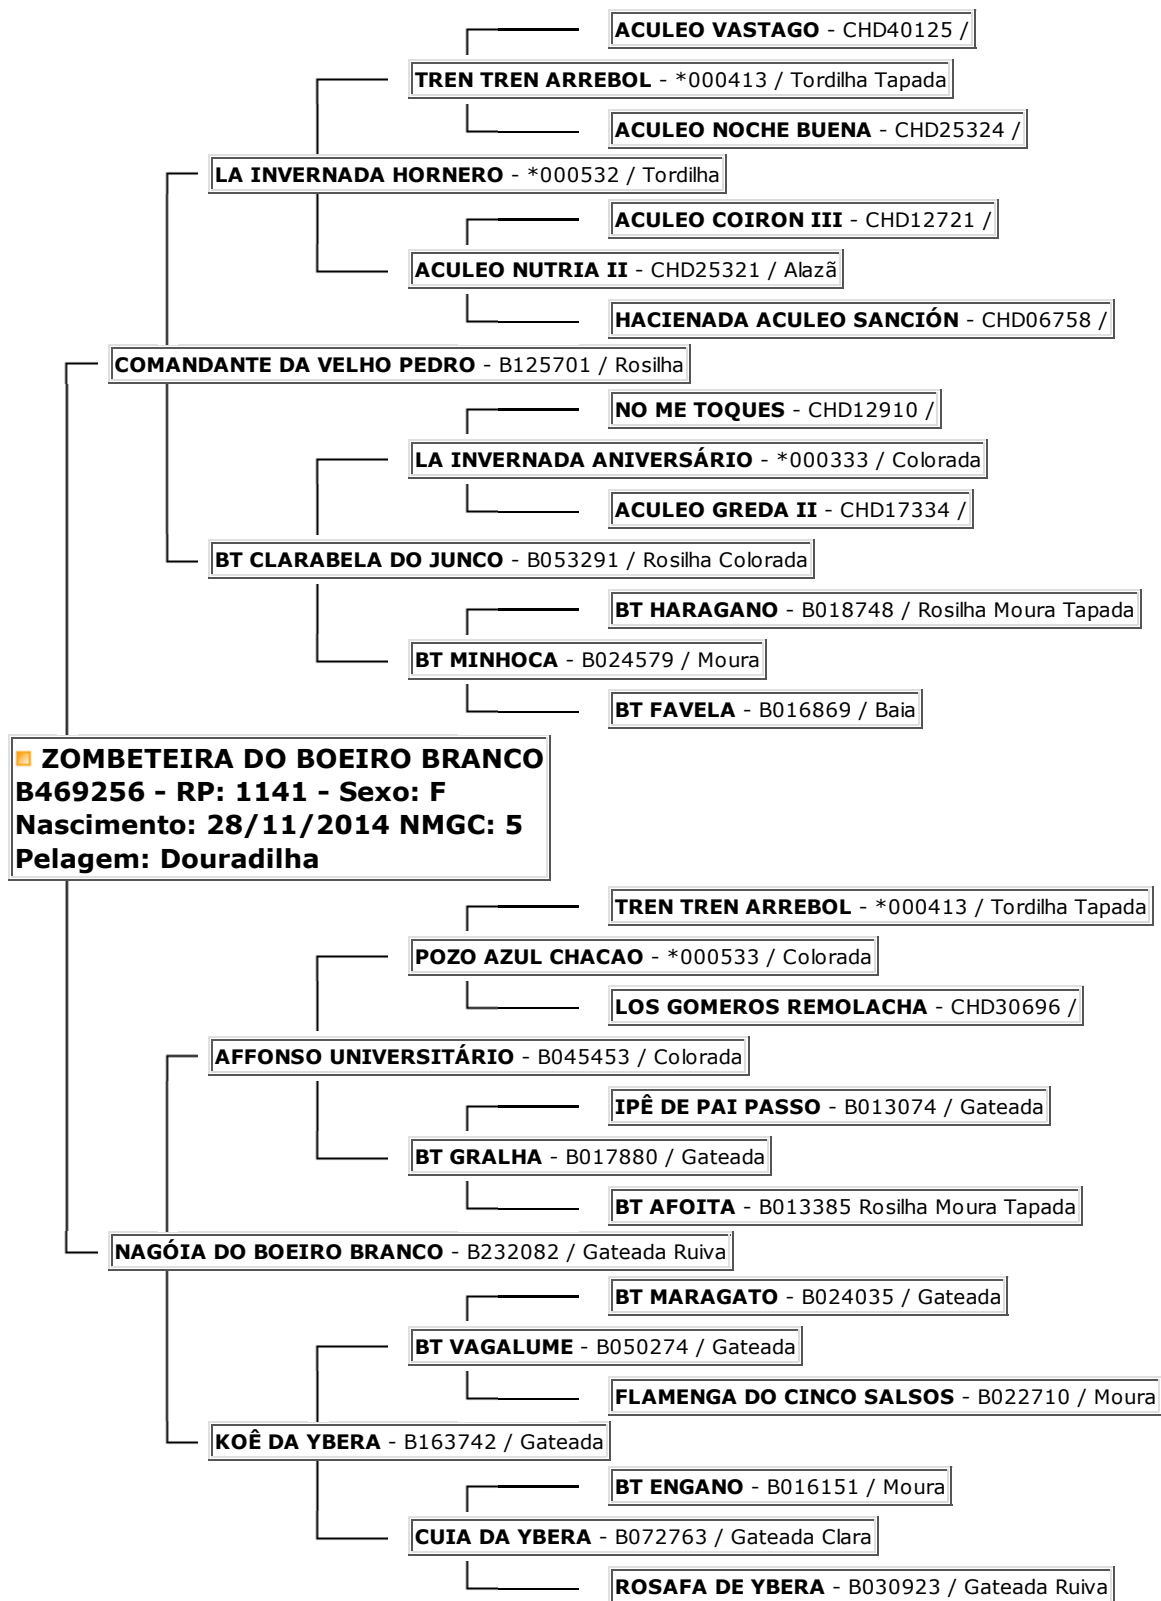 ACULEO VASTAGO - CHD40125 /
TREN TREN ARREBOL - *000413 / Tordilha Tapada
ACULEO NOCHE BUENA - CHD25324 /
LA INVERNADA HORNERO - *000532 / Tordilha
ACULEO COIRON III - CHD12721 /
ACULEO NUTRIA II - CHD25321 / Alazã
HACIENADA ACULEO SANCIÓN - CHD06758 /
COMANDANTE DA VELHO PEDRO - B125701 / Rosilha
NO ME TOQUES - CHD12910 /
LA INVERNADA ANIVERSÁRIO - *000333 / Colorada
ACULEO GREDA II - CHD17334 /
BT CLARABELA DO JUNCO - B053291 / Rosilha Colorada
BT HARAGANO - B018748 / Rosilha Moura Tapada
BT MINHOCA - B024579 / Moura
BT FAVELA - B016869 / Baia
ZOMBETEIRA DO BOEIRO BRANCO
B469256 - RP: 1141 - Sexo: F
Nascimento: 28/11/2014 NMGC: 5
Pelagem: Douradilha
TREN TREN ARREBOL - *000413 / Tordilha Tapada
POZO AZUL CHACAO - *000533 / Colorada
LOS GOMEROS REMOLACHA - CHD30696 /
AFFONSO UNIVERSITÁRIO - B045453 / Colorada
IPÊ DE PAI PASSO - B013074 / Gateada
BT GRALHA - B017880 / Gateada
BT AFOITA - B013385 Rosilha Moura Tapada
NAGÓIA DO BOEIRO BRANCO - B232082 / Gateada Ruiva
BT MARAGATO - B024035 / Gateada
BT VAGALUME - B050274 / Gateada
FLAMENGA DO CINCO SALSOS - B022710 / Moura
KOÊ DA YBERA - B163742 / Gateada
BT ENGANO - B016151 / Moura
CUIA DA YBERA - B072763 / Gateada Clara
ROSAFA DE YBERA - B030923 / Gateada Ruiva